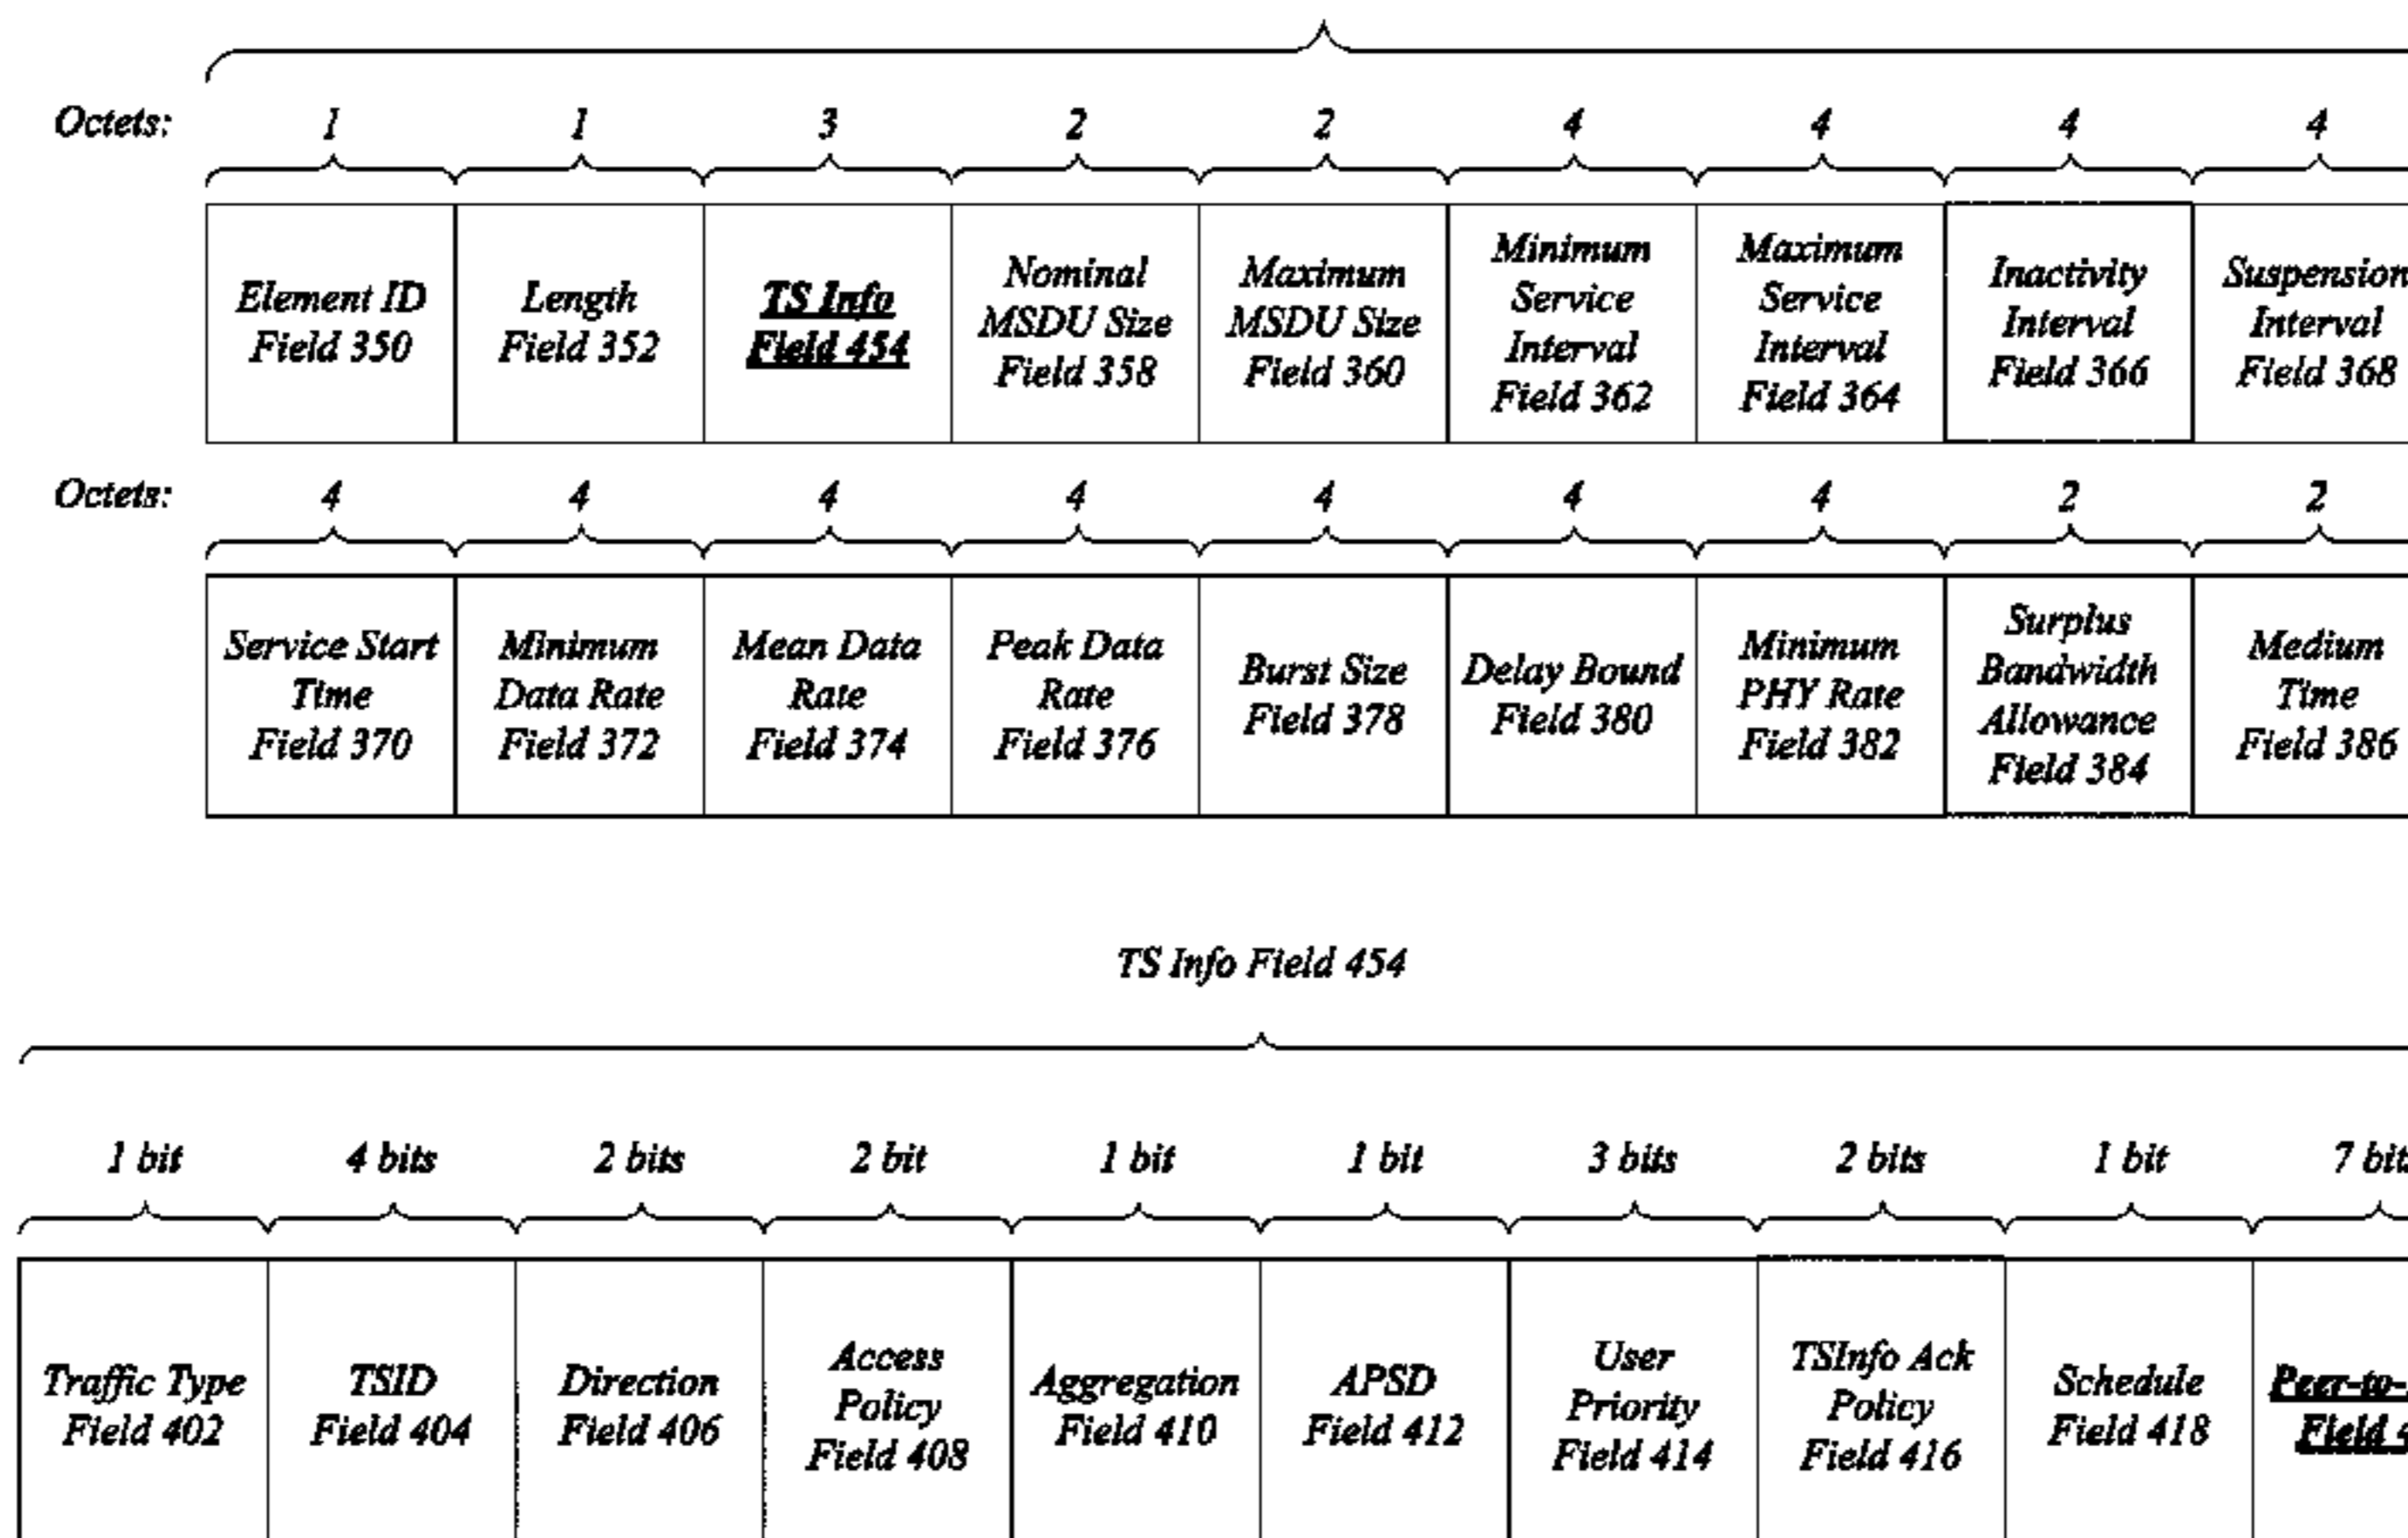 Octets: 1 1 3 2 2 4 4 4 4
Element ID
Field 350
Length
Field 352
TS Info
Field 454
Nominal
MSDU Size
Field 358
Maximum
MSDU Size
Field 360
Minimum
Service
Interval
Field 362
Maximum
Service
Interval
Field 364
Inactivity
Interval
Field 366
Suspension
Interval
Field 368
Octets: 4 4 4 4 4 4 4 2 2
Service Start
Time
Field 370
Minimum
Data Rate
Field 372
Mean Data
Rate
Field 374
Peak Data
Rate
Field 376
Burst Size
Field 378
Delay Bound
Field 380
Minimum
PHY Rate
Field 382
Surplus
Bandwidth
Allowance
Field 384
Medium
Time
Field 386
TS Info Field 454
1 bit 4 bits 2 bits 2 bit 1 bit 1 bit 3 bits 2 bits 1 bit 7 bit
Traffic Type
Field 402
TSID
Field 404
Direction
Field 406
Access
Policy
Field 408
Aggregation
Field 410
APSD
Field 412
User
Priority
Field 414
TSInfo Ack
Policy
Field 416
Schedule
Field 418
Peer-to-
Field 4